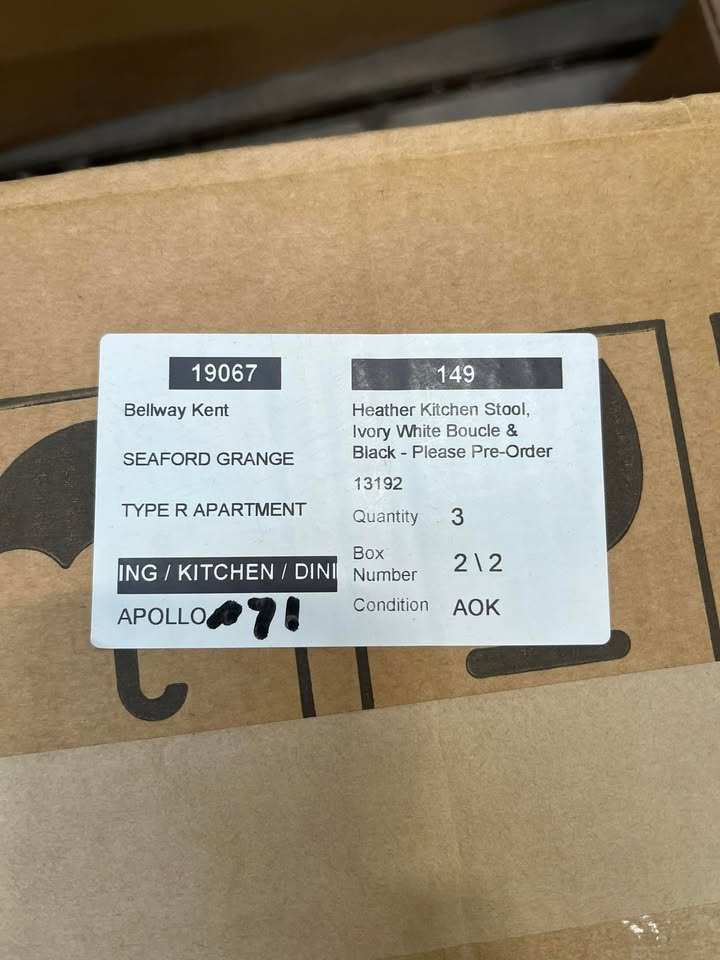 19067
Bellway Kent
SEAFORD GRANGE
TYPE R APARTMENT
ING / KITCHEN / DINI
APOLLO 71
149
Heather Kitchen Stool,
Ivory White Boucle &
Black - Please Pre-Order
13192
Quantity 3
Box
Number 2\2
Condition AOK